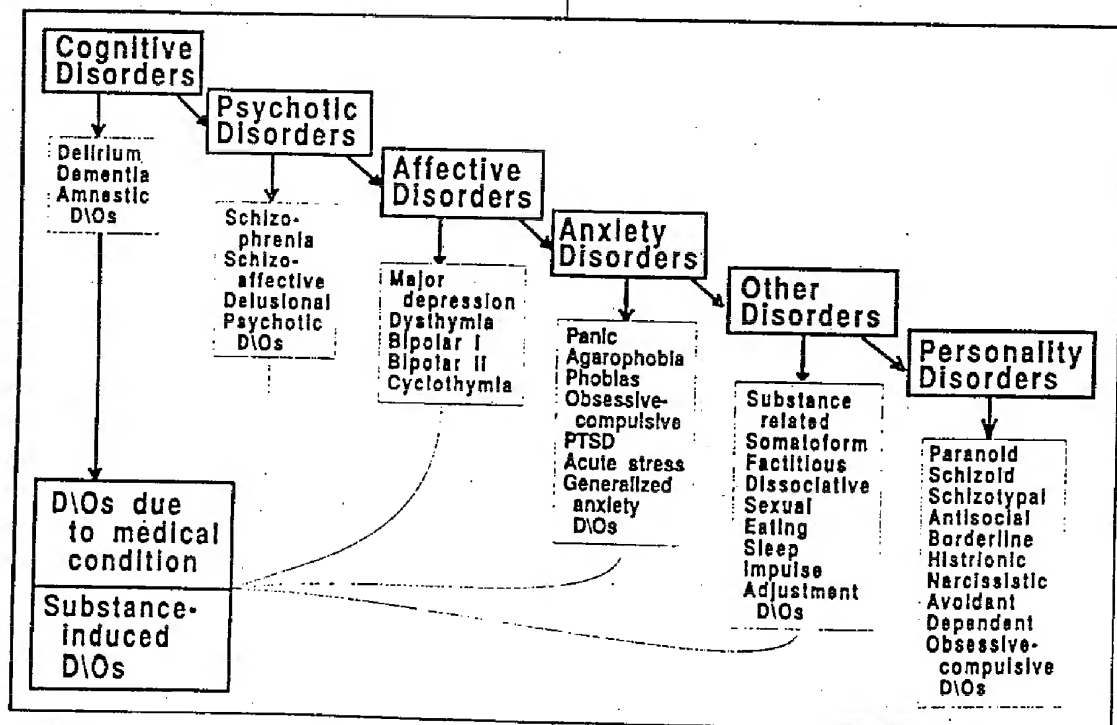 Cognitive
Disorders
Delirium
Dementia
Amnestic
D\Os
D\Os due
to medical
condition
Substance-
induced
D\Os
Psychotic
Disorders
Schizo-
phrenia
Schizo-
affective
Delusional
Psychotic
D\Os
Affective
Disorders
Major
depression
Dysthymia
Bipolar I
Bipolar II
Cyclothymia
Anxiety
Disorders
Panic
Agarophobia
Phobias
Obsessive-
compulsive
PTSD
Acute stress
Generalized
anxiety
D\Os
Other
Disorders
Substance
related
Somatoform
Factitious
Dissociative
Sexual
Eating
Sleep
Impulse
Adjustment
D\Os
Personality
Disorders
Paranoid
Schizoid
Schizotypal
Antisocial
Borderline
Histrionic
Narcissistic
Avoidant
Dependent
Obsessive-
compulsive
D\Os